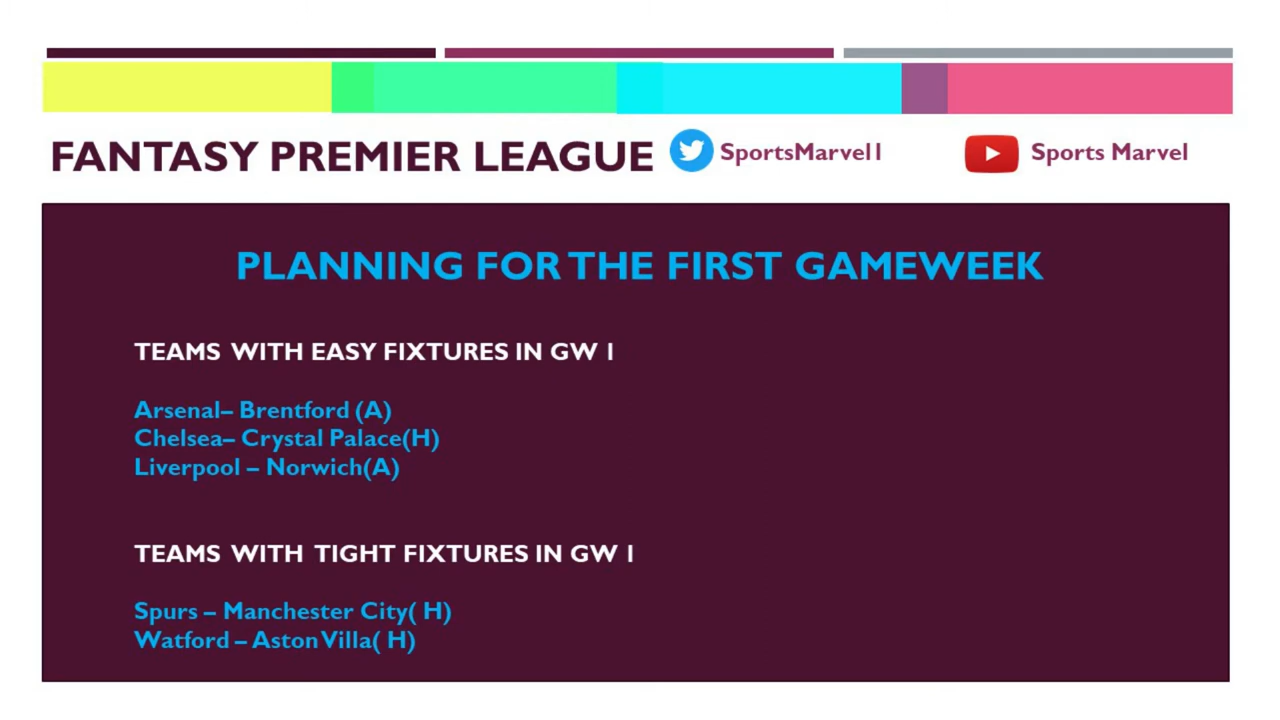 FANTASY PREMIER LEAGUE SportsMarvel1 Sports Marvel
PLANNING FOR THE FIRST GAMEWEEK
TEAMS WITH EASY FIXTURES IN GW 1
Arsenal– Brentford (A)
Chelsea– Crystal Palace(H)
Liverpool – Norwich(A)
TEAMS WITH TIGHT FIXTURES IN GW 1
Spurs – Manchester City( H)
Watford – Aston Villa( H)